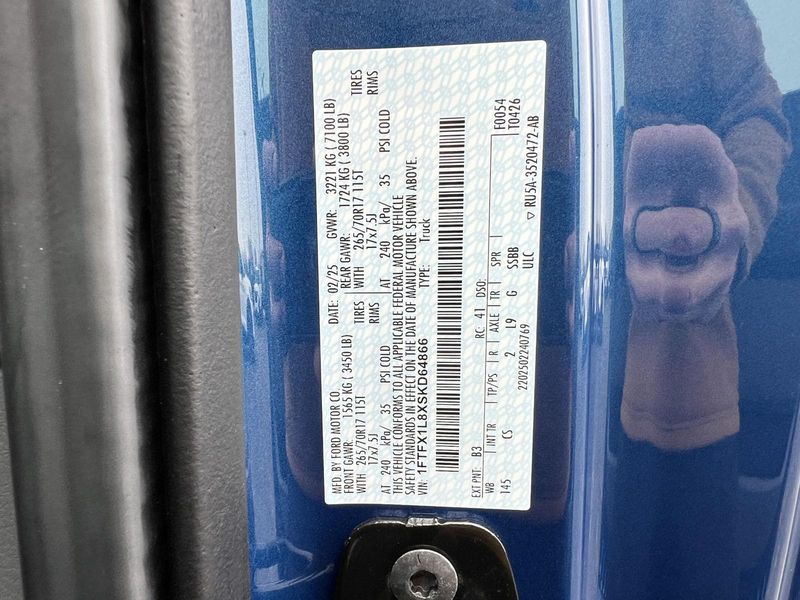 MFD. BY FORD MOTOR CO. DATE: 02/25 GVWR: 3221 KG ( 7100 LB)
FRONT GAWR: 1565 KG ( 3450 LB) REAR GAWR: 1724 KG ( 3800 LB)
WITH 265/70R17 115T TIRES WITH 265/70R17 115T TIRES
17x7.5J RIMS 17x7.5J RIMS
AT 240 kPa/ 35 PSI COLD AT 240 kPa/ 35 PSI COLD
THIS VEHICLE CONFORMS TO ALL APPLICABLE FEDERAL MOTOR VEHICLE
SAFETY STANDARDS IN EFFECT ON THE DATE OF MANUFACTURE SHOWN ABOVE.
VIN: 1FTFX1L8XSKD64866 TYPE: Truck
EXT PNT: B3 RC: 41 DSO: F0054
WB INT TR TP/PS R AXLE TR SPR T0426
145 CS 2 L9 G S5BB
ULC
2202502240769
▽ RU5A-3520472-AB